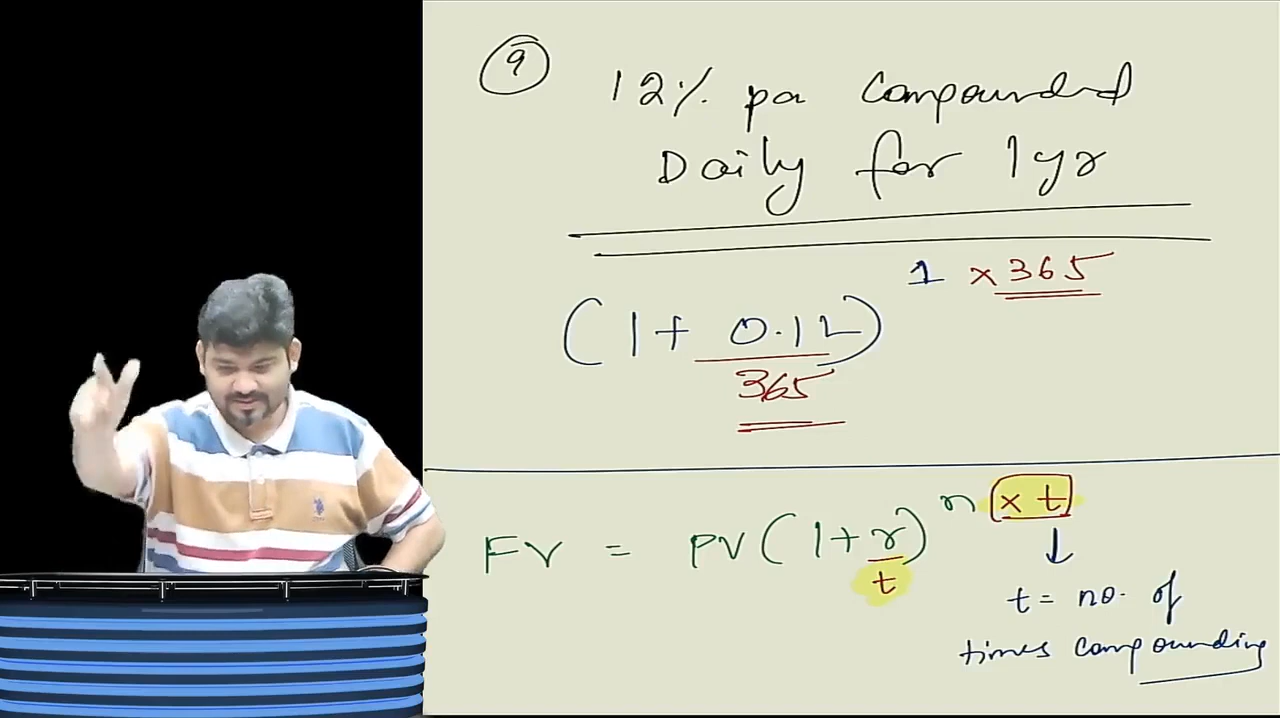 9
12% pa Compounded
Daily for 1yr
(1 + 0.12/365)^1 × 365
FV = PV (1 + r/t)^n × t
t = no. of
times compounding